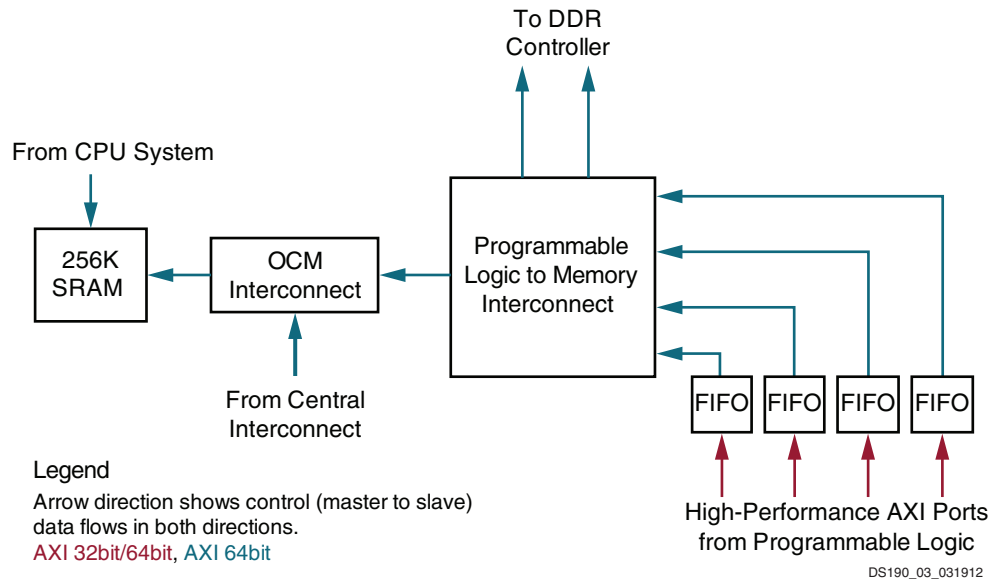 To DDR
Controller
From CPU System
256K
SRAM
OCM
Interconnect
Programmable
Logic to Memory
Interconnect
FIFO
FIFO
FIFO
FIFO
From Central
Interconnect
High-Performance AXI Ports
from Programmable Logic
Legend
Arrow direction shows control (master to slave)
data flows in both directions.
AXI 32bit/64bit, AXI 64bit
DS190_03_031912